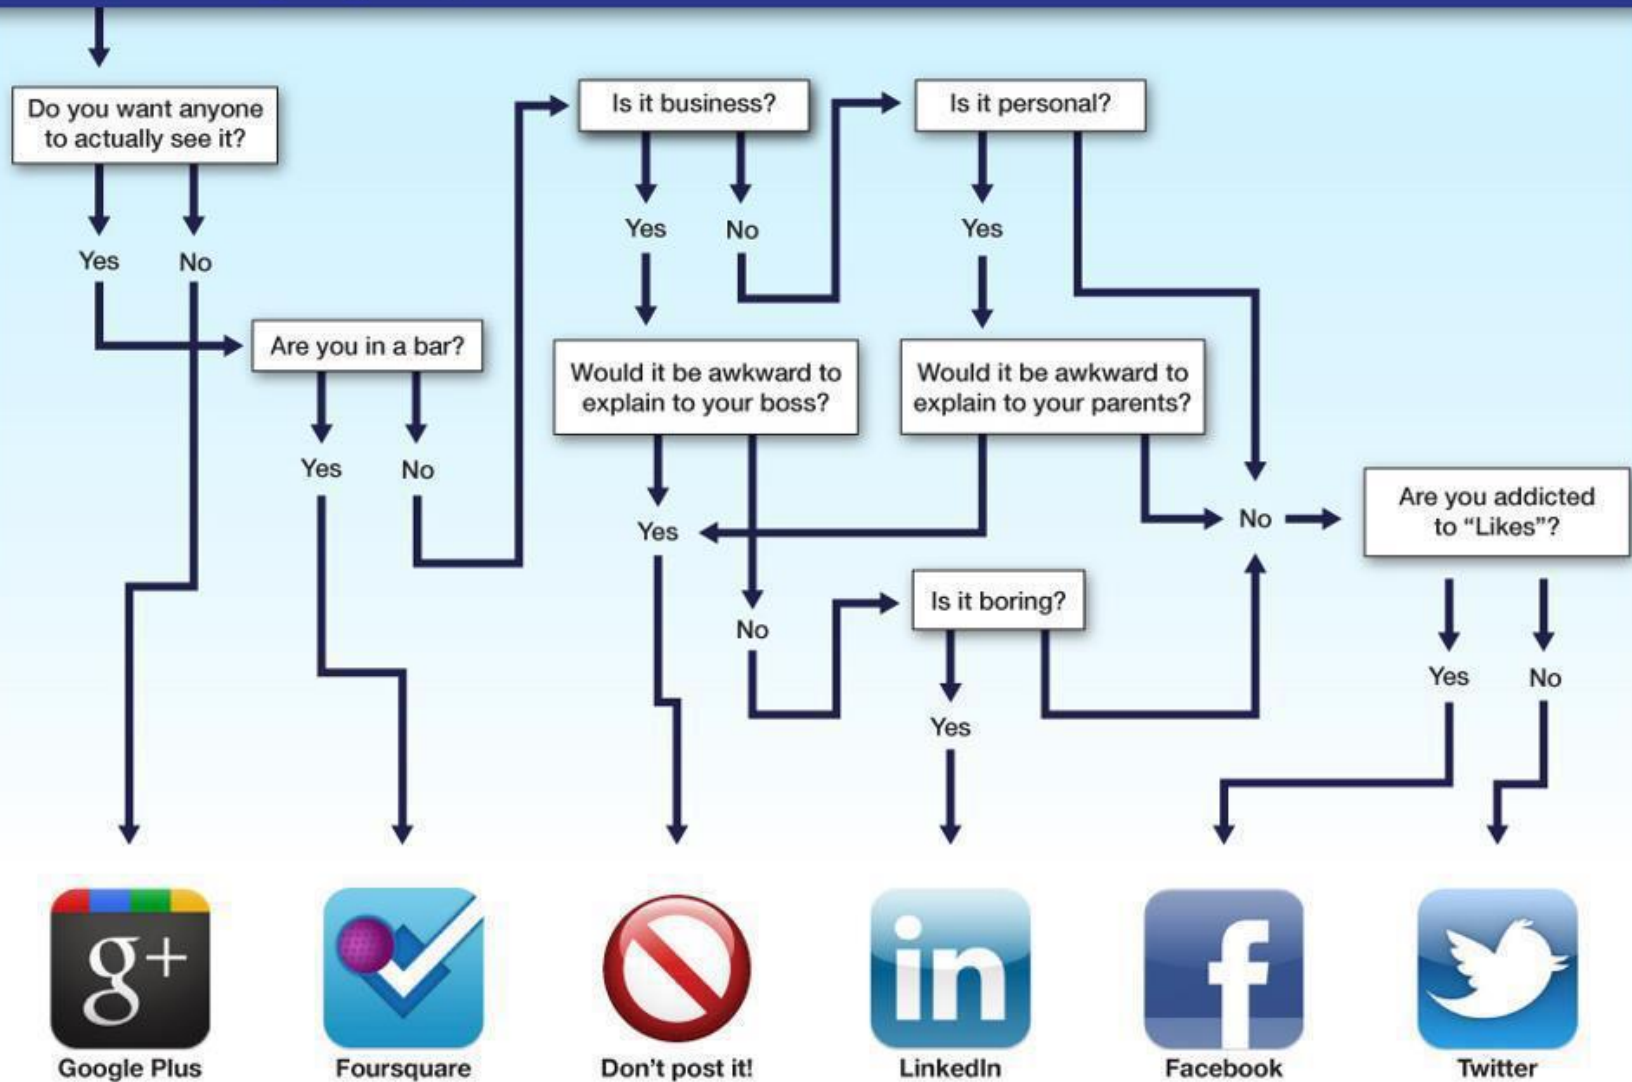 Do you want anyone
to actually see it?
Yes
No
Are you in a bar?
Yes
No
Is it business?
Yes
No
Would it be awkward to
explain to your boss?
Yes
No
Is it personal?
Yes
Would it be awkward to
explain to your parents?
No
Is it boring?
Yes
Are you addicted
to “Likes”?
Yes
No
g+
Google Plus
Foursquare
Don’t post it!
in
LinkedIn
f
Facebook
Twitter